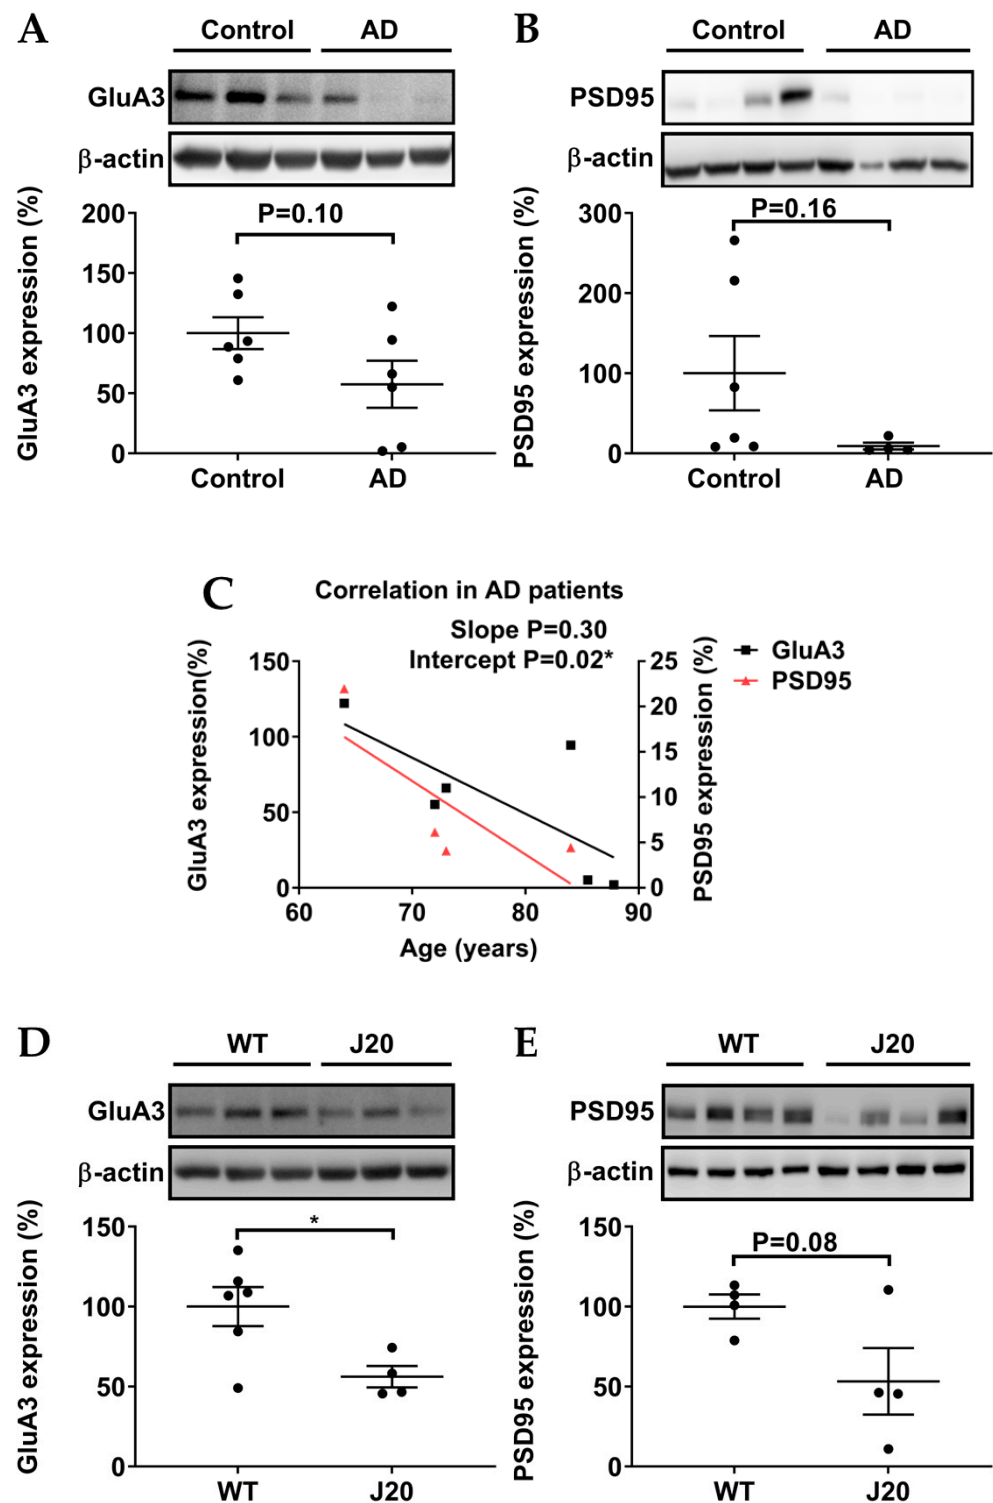 A
Control AD
GluA3
β-actin
P=0.10
GluA3 expression (%)
200
150
100
50
0
Control AD
B
Control AD
PSD95
β-actin
P=0.16
PSD95 expression (%)
300
200
100
0
Control AD
C
Correlation in AD patients
Slope P=0.30
Intercept P=0.02*
GluA3 expression(%)
150
100
50
0
PSD95 expression (%)
25
20
15
10
5
0
60 70 80 90
Age (years)
GluA3
PSD95
D
WT J20
GluA3
β-actin
*
GluA3 expression (%)
150
100
50
0
WT J20
E
WT J20
PSD95
β-actin
P=0.08
PSD95 expression (%)
150
100
50
0
WT J20